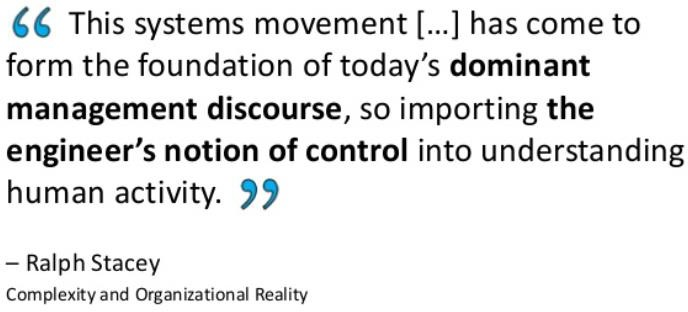 “ This systems movement […] has come to
form the foundation of today’s dominant
management discourse, so importing the
engineer’s notion of control into understanding
human activity. ”
– Ralph Stacey
Complexity and Organizational Reality